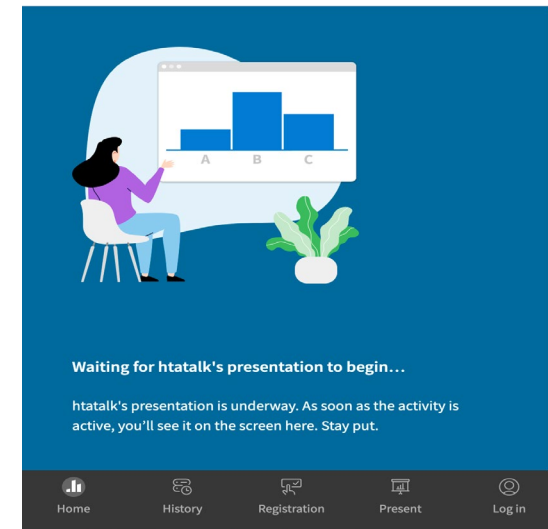 A B C
Waiting for htatalk's presentation to begin...
htatalk's presentation is underway. As soon as the activity is
active, you'll see it on the screen here. Stay put.
Home History Registration Present Log in